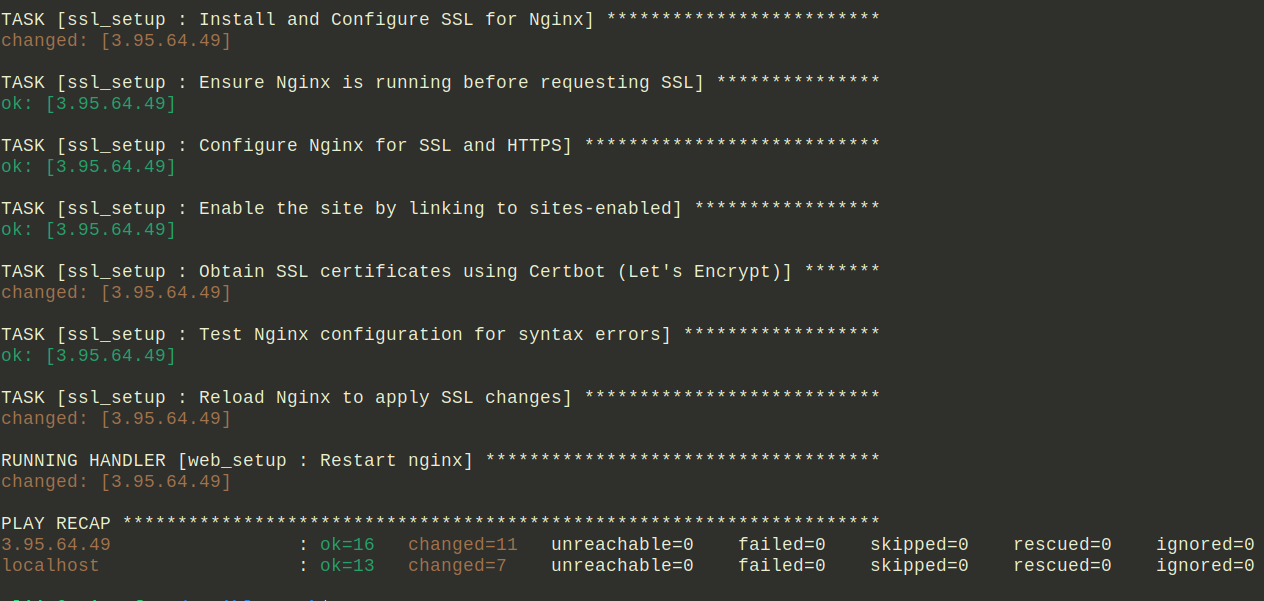 TASK [ssl_setup : Install and Configure SSL for Nginx] *************************
changed: [3.95.64.49]
TASK [ssl_setup : Ensure Nginx is running before requesting SSL] ***************
ok: [3.95.64.49]
TASK [ssl_setup : Configure Nginx for SSL and HTTPS] ***************************
ok: [3.95.64.49]
TASK [ssl_setup : Enable the site by linking to sites-enabled] *****************
ok: [3.95.64.49]
TASK [ssl_setup : Obtain SSL certificates using Certbot (Let's Encrypt)] *******
changed: [3.95.64.49]
TASK [ssl_setup : Test Nginx configuration for syntax errors] ******************
ok: [3.95.64.49]
TASK [ssl_setup : Reload Nginx to apply SSL changes] ***************************
changed: [3.95.64.49]
RUNNING HANDLER [web_setup : Restart nginx] ************************************
changed: [3.95.64.49]
PLAY RECAP *********************************************************************
3.95.64.49 : ok=16 changed=11 unreachable=0 failed=0 skipped=0 rescued=0 ignored=0
localhost : ok=13 changed=7 unreachable=0 failed=0 skipped=0 rescued=0 ignored=0